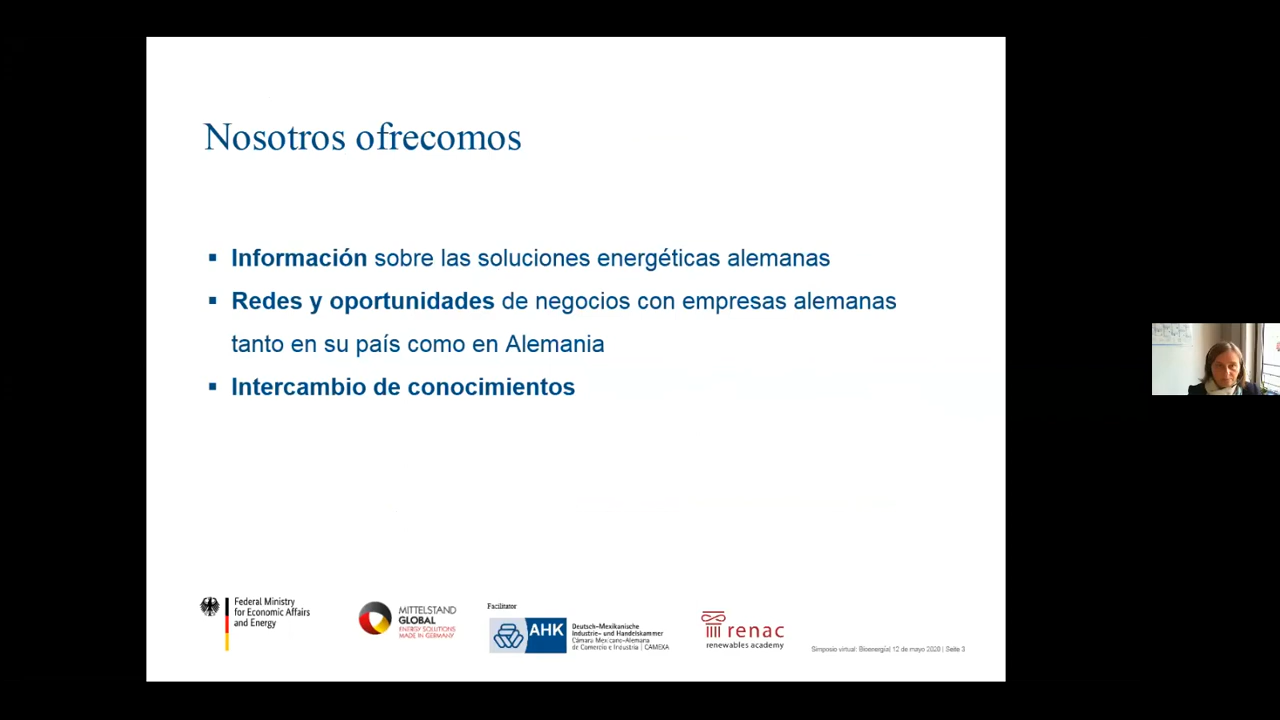 Nosotros ofrecomos
▪ Información sobre las soluciones energéticas alemanas
▪ Redes y oportunidades de negocios con empresas alemanas
tanto en su país como en Alemania
▪ Intercambio de conocimientos
Federal Ministry
for Economic Affairs
and Energy
MITTELSTAND
GLOBAL
ENERGY SOLUTIONS
MADE IN GERMANY
Facilitator
AHK
Deutsch-Mexikanische
Industrie- und Handelskammer
Cámara Mexicano-Alemana
de Comercio e Industria | CAMEXA
renac
renewables academy
Simposio virtual: Bioenergía| 12 de mayo 2020 | Seite 3